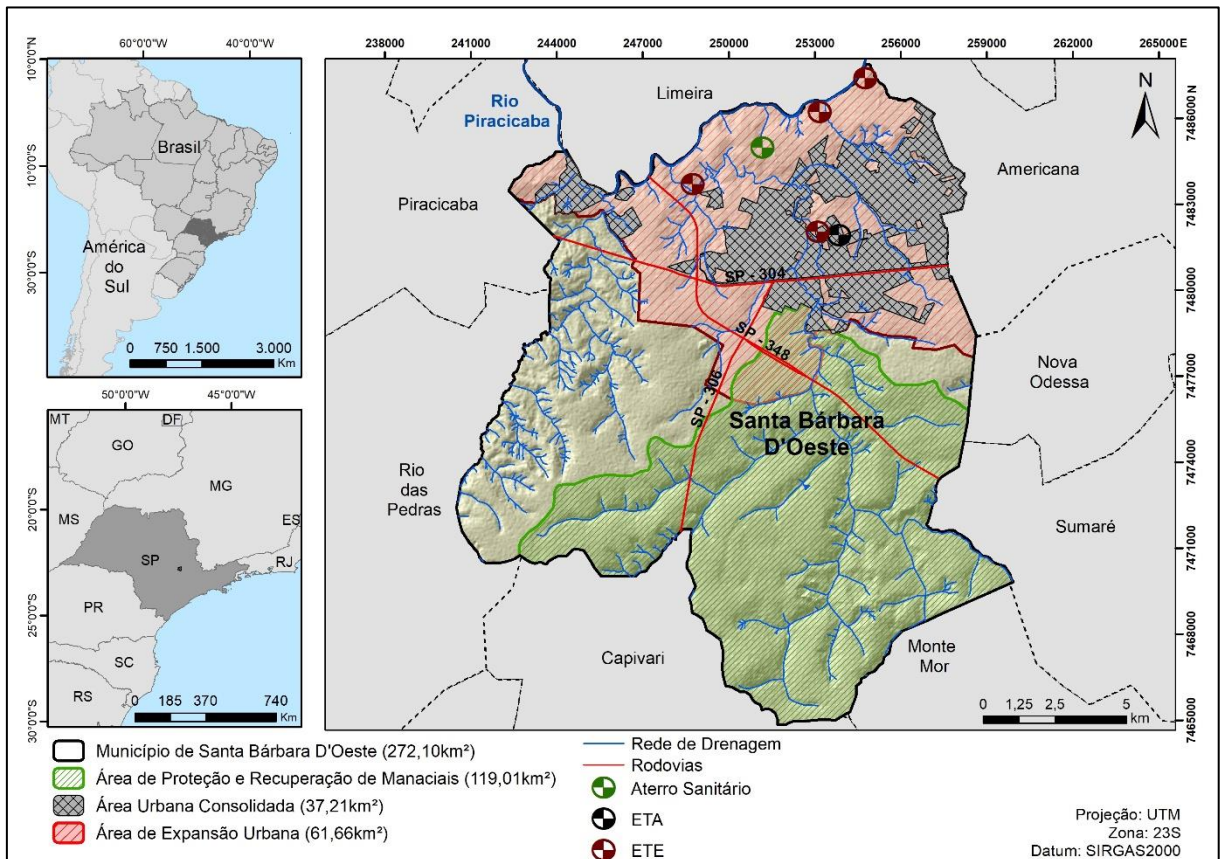 60°0'0"W
40°0'0"W
10°0'0"N
0°0'0"
10°0'0"S
30°0'0"S
Brasil
América
do
Sul
0 750 1.500 3.000
Km
50°0'0"W
45°0'0"W
20°0'0"S
25°0'0"S
30°0'0"S
MT
DF
GO
MG
MS
ES
SP
RJ
PR
SC
RS
0 185 370 740
Km
238000 241000 244000 247000 250000 253000 256000 259000 262000 265000 E
7486000 N
7483000
7480000
7477000
7474000
7471000
7468000
7465000
N
Rio
Piracicaba
Limeira
Americana
Piracicaba
SP - 304
SP - 348
SP - 306
Nova
Odessa
Santa Bárbara
D'Oeste
Rio
das
Pedras
Sumaré
Capivari
Monte
Mor
0 1,25 2,5 5
Km
Município de Santa Bárbara D'Oeste (272,10km²)
Área de Proteção e Recuperação de Manaciais (119,01km²)
Área Urbana Consolidada (37,21km²)
Área de Expansão Urbana (61,66km²)
Rede de Drenagem
Rodovias
Aterro Sanitário
ETA
ETE
Projeção: UTM
Zona: 23S
Datum: SIRGAS2000